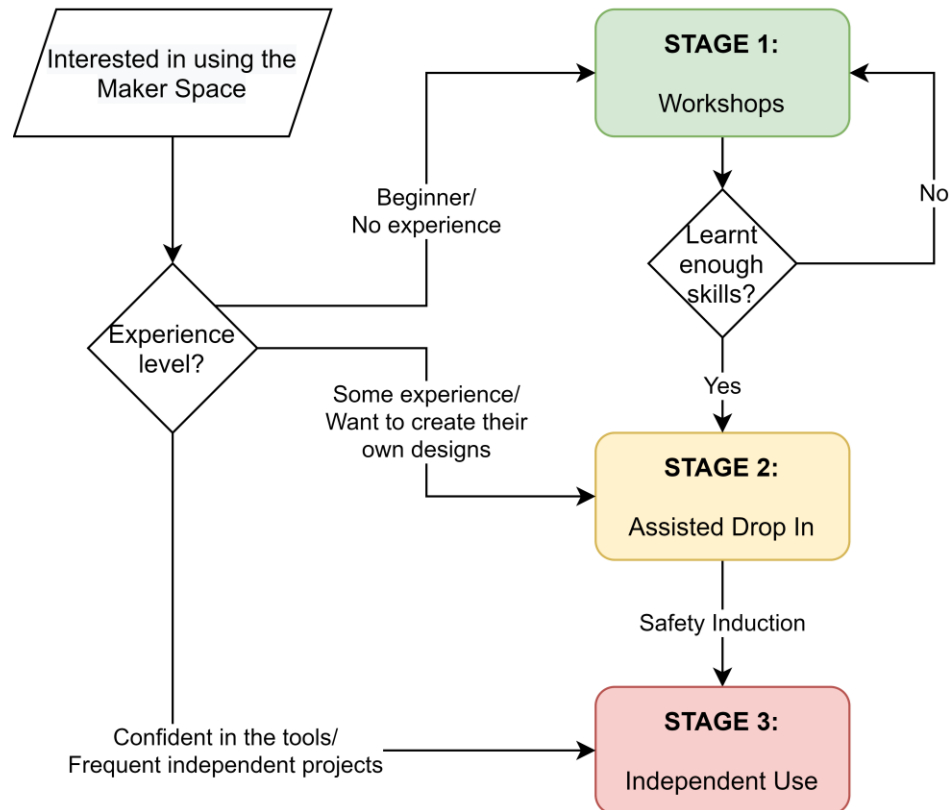 Interested in using the
Maker Space
STAGE 1:
Workshops
Beginner/
No experience
No
Learnt
enough
skills?
Experience
level?
Yes
Some experience/
Want to create their
own designs
STAGE 2:
Assisted Drop In
Safety Induction
STAGE 3:
Independent Use
Confident in the tools/
Frequent independent projects